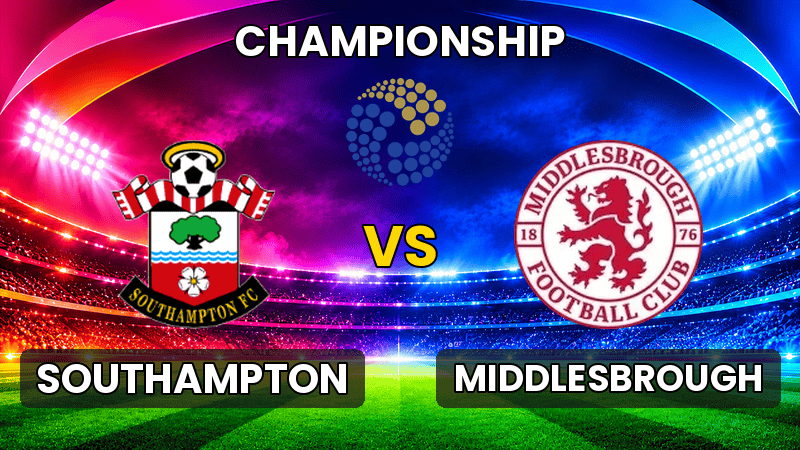 CHAMPIONSHIP
VS
SOUTHAMPTON FC
MIDDLESBROUGH
18 76
FOOTBALL CLUB
SOUTHAMPTON
MIDDLESBROUGH